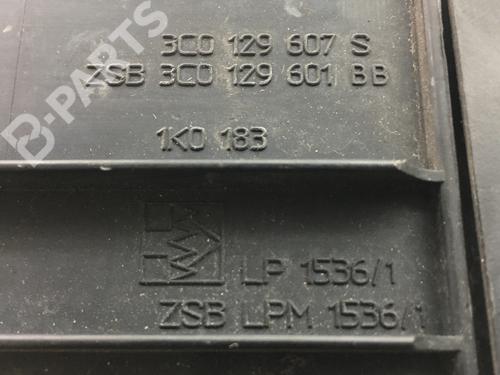 3C0 129 607 S
ZSB 3C0 129 601 BB
1K0 183
LP 1536/1
ZSB LPM 1536/1
B-PARTS